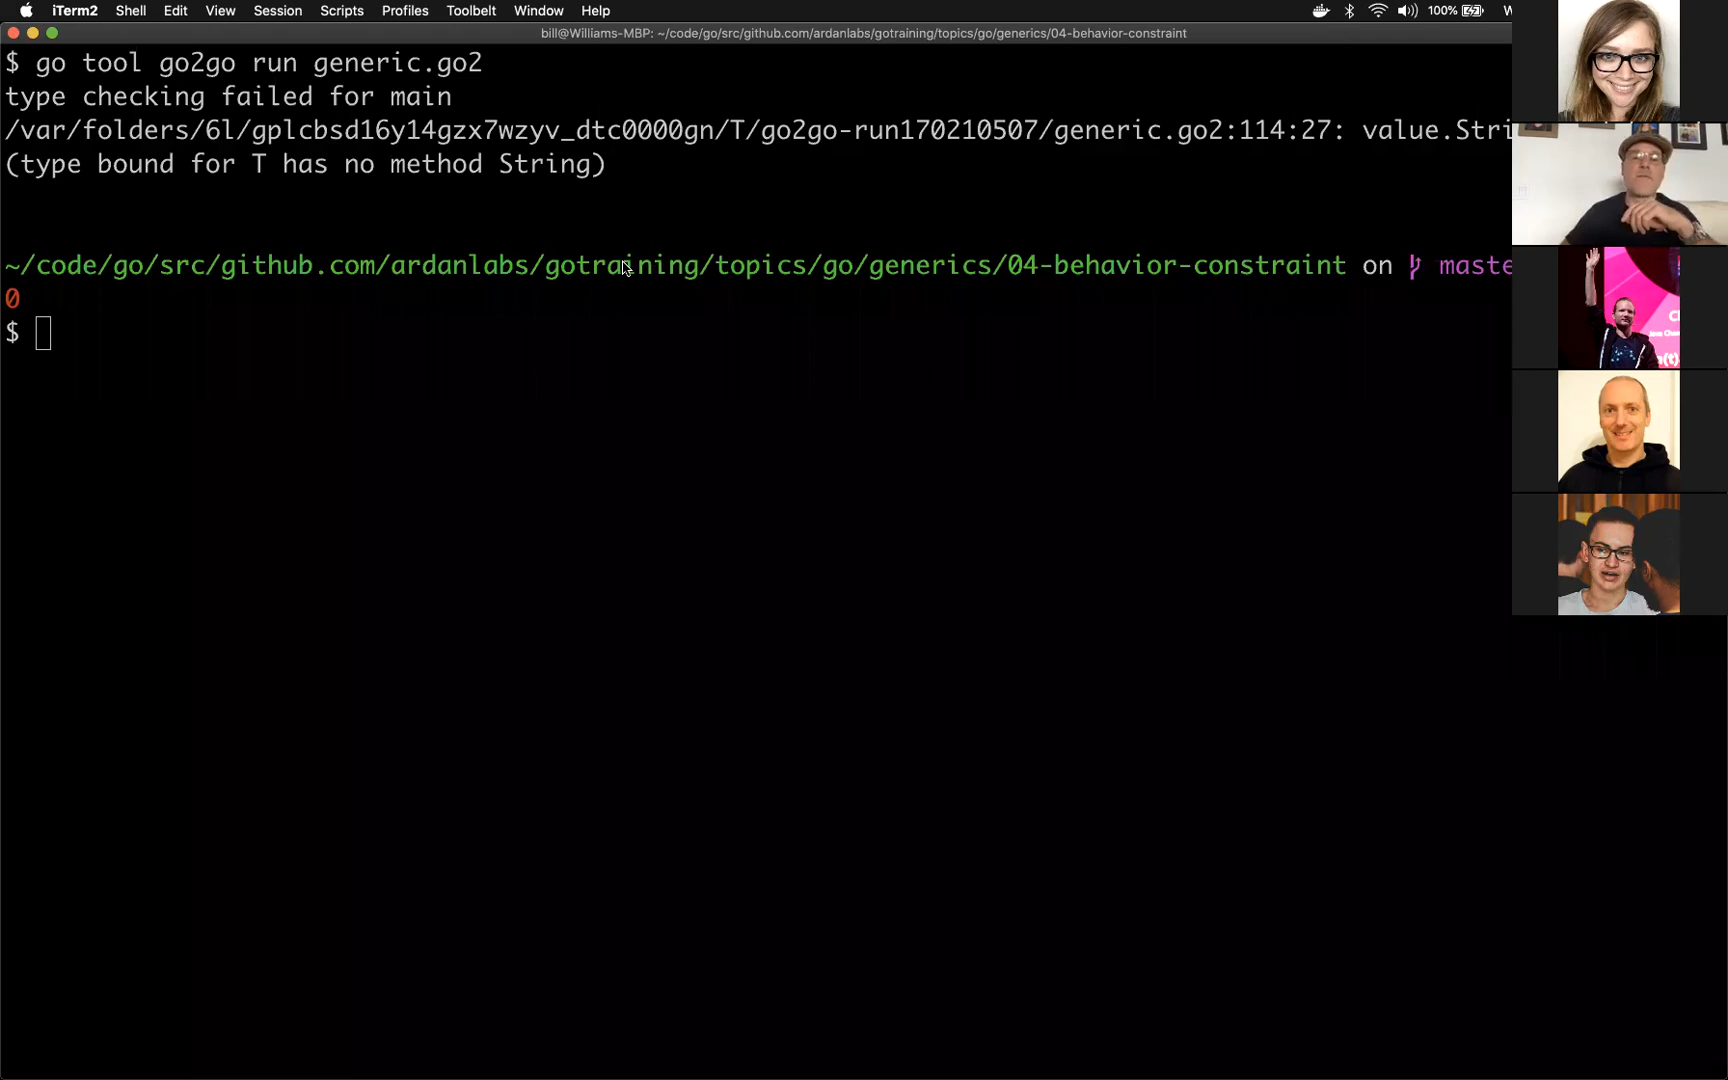 iTerm2 Shell Edit View Session Scripts Profiles Toolbelt Window Help 100%
bill@Williams-MBP: ~/code/go/src/github.com/ardanlabs/gotraining/topics/go/generics/04-behavior-constraint
$ go tool go2go run generic.go2
type checking failed for main
/var/folders/6l/gplcbsd16y14gzx7wzyv_dtc0000gn/T/go2go-run170210507/generic.go2:114:27: value.Stri
(type bound for T has no method String)
~/code/go/src/github.com/ardanlabs/gotraining/topics/go/generics/04-behavior-constraint on maste
0
$